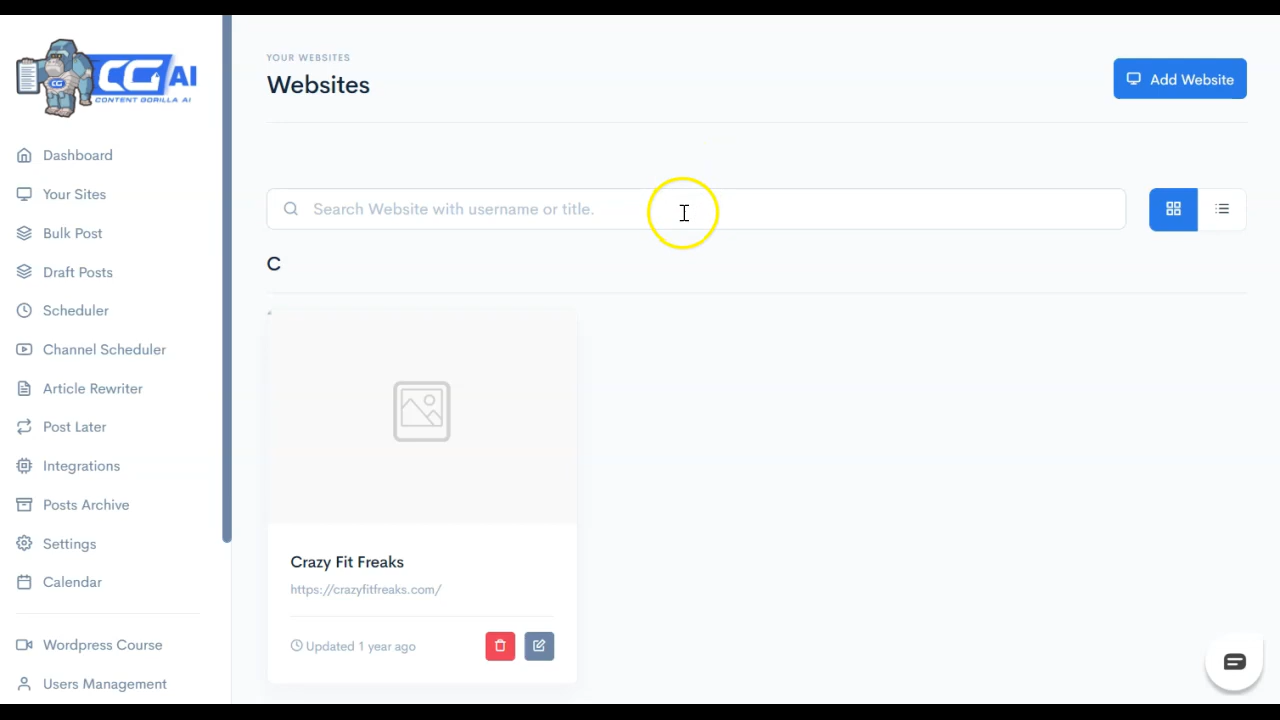 CG AI
CONTENT GORILLA AI
CG
Dashboard
Your Sites
Bulk Post
Draft Posts
Scheduler
Channel Scheduler
Article Rewriter
Post Later
Integrations
Posts Archive
Settings
Calendar
Wordpress Course
Users Management
YOUR WEBSITES
Websites
Add Website
Search Website with username or title.
C
Crazy Fit Freaks
https://crazyfitfreaks.com/
Updated 1 year ago